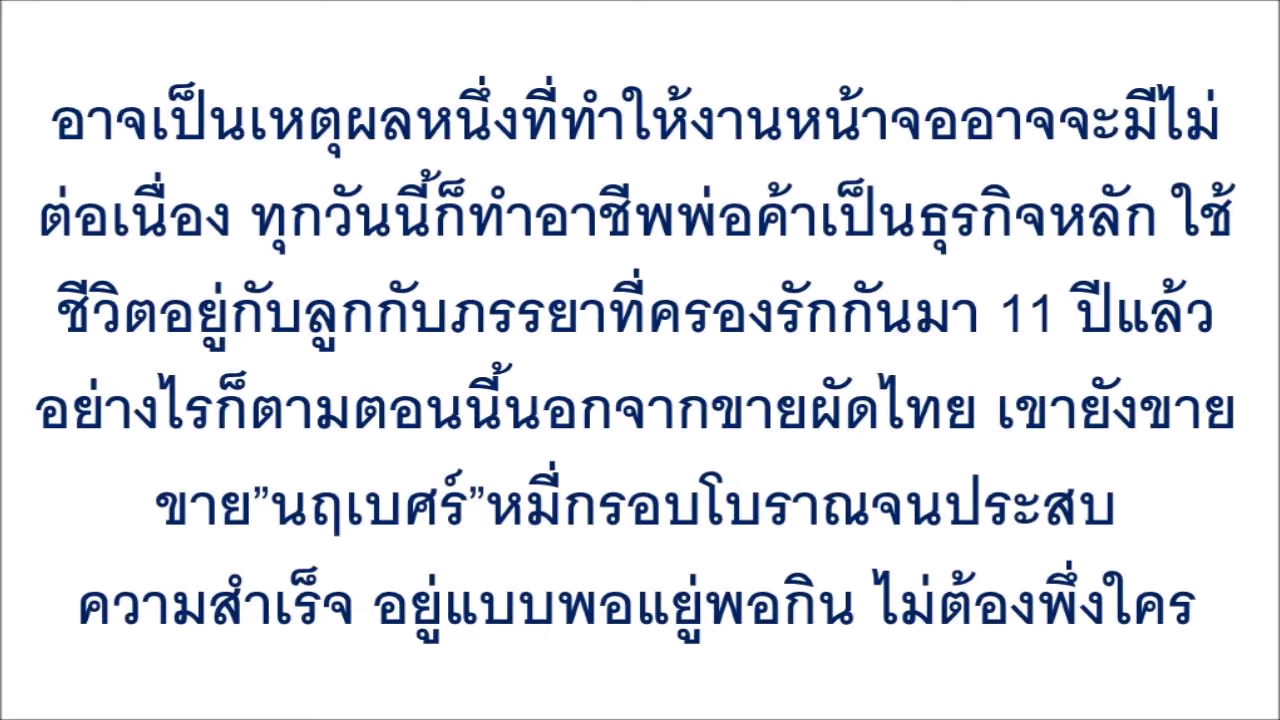 อาจเป็นเหตุผลหนึ่งที่ทำให้งานหน้าจออาจจะมีไม่
ต่อเนื่อง ทุกวันนี้ก็ทำอาชีพพ่อค้าเป็นธุรกิจหลัก ใช้
ชีวิตอยู่กับลูกกับภรรยาที่ครองรักกันมา 11 ปีแล้ว
อย่างไรก็ตามตอนนี้นอกจากขายผัดไทย เขายังขาย
ขาย”นฤเบศร์”หมี่กรอบโบราณจนประสบ
ความสำเร็จ อยู่แบบพอแยู่พอกิน ไม่ต้องพึ่งใคร